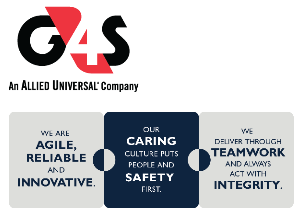 G4S
An ALLIED UNIVERSAL® Company
WE ARE
AGILE,
RELIABLE
AND
INNOVATIVE.
OUR
CARING
CULTURE PUTS
PEOPLE AND
SAFETY
FIRST.
WE
DELIVER THROUGH
TEAMWORK
AND ALWAYS
ACT WITH
INTEGRITY.